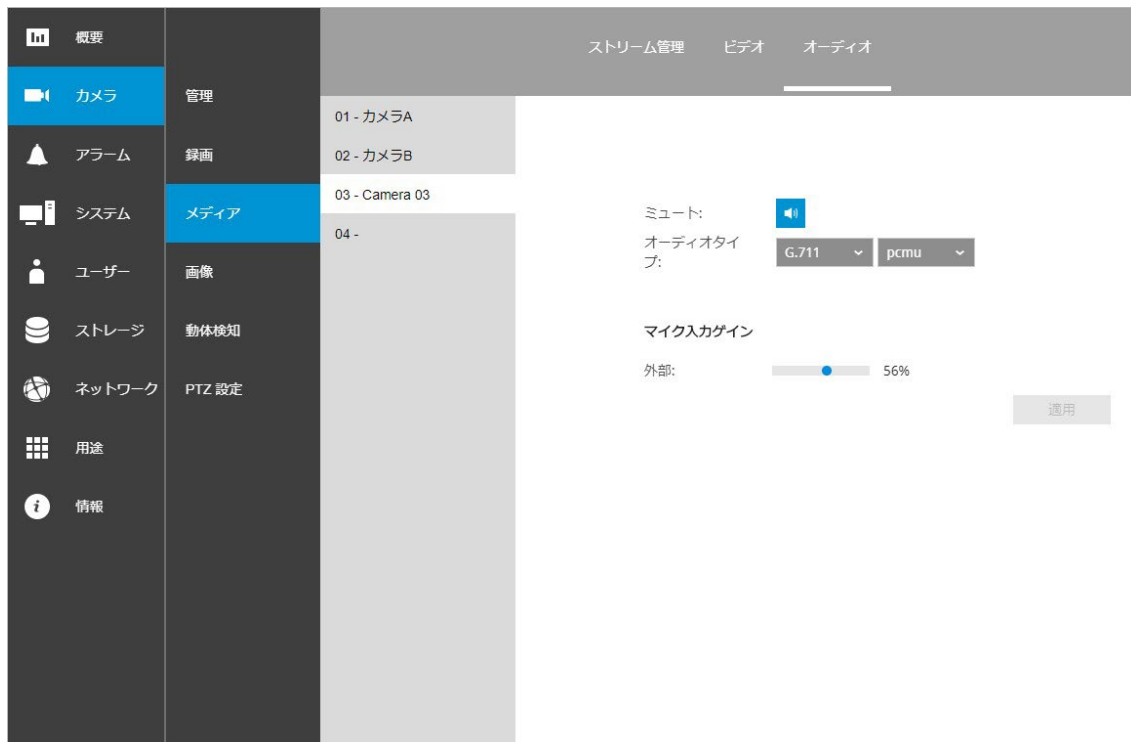 概要
カメラ
アラーム
システム
ユーザー
ストレージ
ネットワーク
用途
情報
管理
録画
メディア
画像
動体検知
PTZ 設定
01 - カメラA
02 - カメラB
03 - Camera 03
04 -
ストリーム管理 ビデオ オーディオ
ミュート:
オーディオタイ
プ:
G.711 pcmu
マイク入力ゲイン
外部: 56%
適用